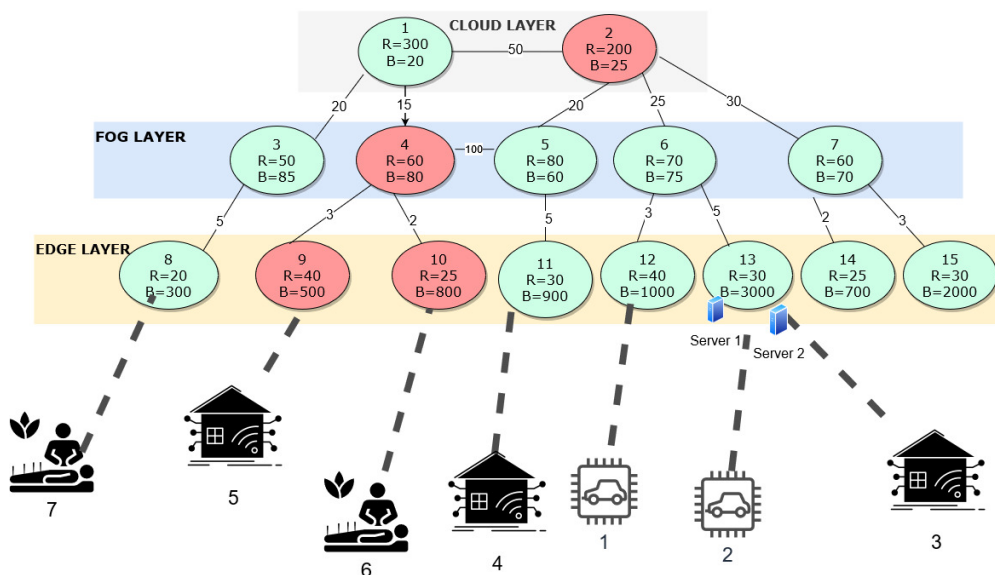 CLOUD LAYER
1
R=300
B=20
50
2
R=200
B=25
20
15
20
25
30
FOG LAYER
3
R=50
B=85
4
R=60
B=80
100
5
R=80
B=60
6
R=70
B=75
7
R=60
B=70
5
3
2
5
3
5
2
3
EDGE LAYER
8
R=20
B=300
9
R=40
B=500
10
R=25
B=800
11
R=30
B=900
12
R=40
B=1000
13
R=30
B=3000
14
R=25
B=700
15
R=30
B=2000
Server 1
Server 2
7
5
6
4
1
2
3